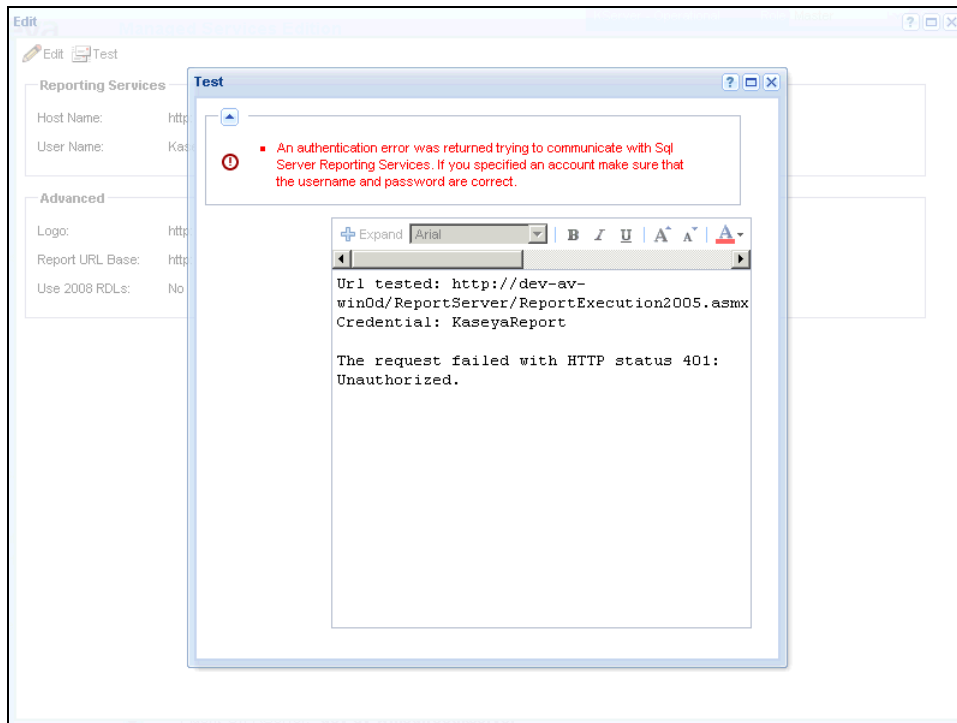 Edit
Edit Test
Reporting Services
Host Name: http
User Name: Kas
Advanced
Logo: http
Report URL Base: http
Use 2008 RDLs: No
Test
An authentication error was returned trying to communicate with Sql
Server Reporting Services. If you specified an account make sure that
the username and password are correct.
Expand Arial B I U A A A
Url tested: http://dev-av-
win0d/ReportServer/ReportExecution2005.asmx
Credential: KaseyaReport
The request failed with HTTP status 401:
Unauthorized.